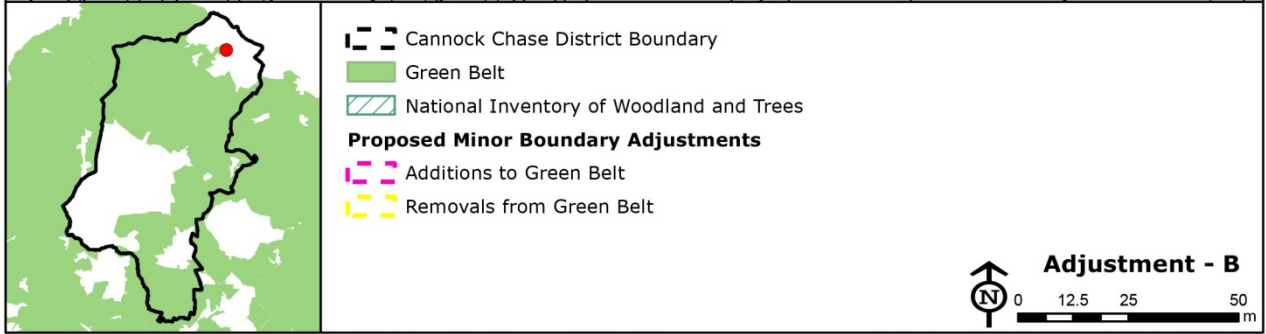 Cannock Chase District Boundary
Green Belt
National Inventory of Woodland and Trees
Proposed Minor Boundary Adjustments
Additions to Green Belt
Removals from Green Belt
Adjustment - B
N
0 12.5 25 50
m